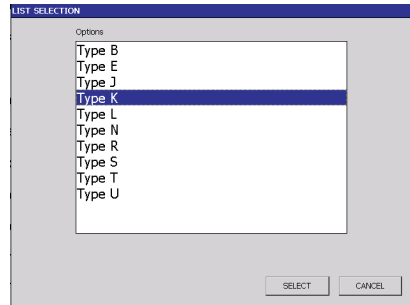 LIST SELECTION
Options
Type B
Type E
Type J
Type K
Type L
Type N
Type R
Type S
Type T
Type U
SELECT
CANCEL